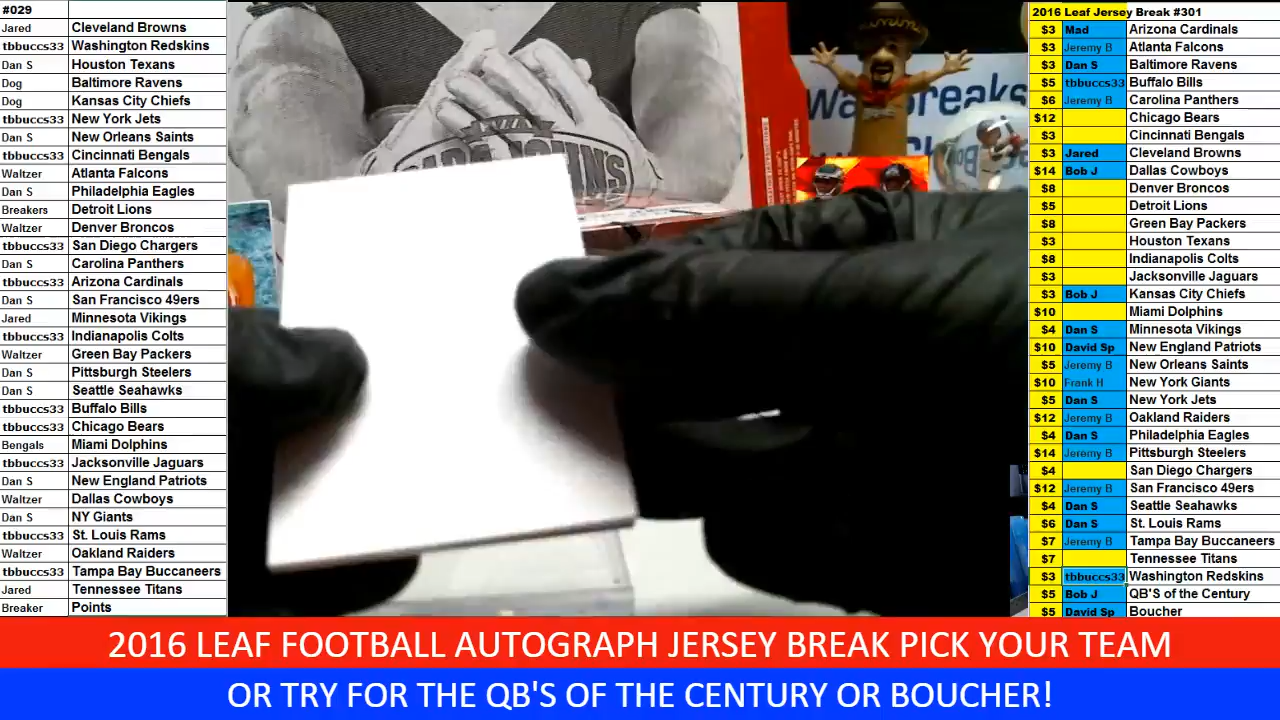 #029
Jared Cleveland Browns
tbbuccs33 Washington Redskins
Dan S Houston Texans
Dog Baltimore Ravens
Dog Kansas City Chiefs
tbbuccs33 New York Jets
Dan S New Orleans Saints
tbbuccs33 Cincinnati Bengals
Waltzer Atlanta Falcons
Dan S Philadelphia Eagles
Breakers Detroit Lions
Waltzer Denver Broncos
tbbuccs33 San Diego Chargers
Dan S Carolina Panthers
tbbuccs33 Arizona Cardinals
Dan S San Francisco 49ers
Jared Minnesota Vikings
tbbuccs33 Indianapolis Colts
Waltzer Green Bay Packers
Dan S Pittsburgh Steelers
Dan S Seattle Seahawks
tbbuccs33 Buffalo Bills
tbbuccs33 Chicago Bears
Bengals Miami Dolphins
tbbuccs33 Jacksonville Jaguars
Dan S New England Patriots
Waltzer Dallas Cowboys
Dan S NY Giants
tbbuccs33 St. Louis Rams
Waltzer Oakland Raiders
tbbuccs33 Tampa Bay Buccaneers
Jared Tennessee Titans
Breaker Points
2016 Leaf Jersey Break #301
$3 Mad Arizona Cardinals
$3 Jeremy B Atlanta Falcons
$3 Dan S Baltimore Ravens
$5 tbbuccs33 Buffalo Bills
$6 Jeremy B Carolina Panthers
$12 Chicago Bears
$3 Cincinnati Bengals
$3 Jared Cleveland Browns
$14 Bob J Dallas Cowboys
$8 Denver Broncos
$5 Detroit Lions
$8 Green Bay Packers
$3 Houston Texans
$8 Indianapolis Colts
$3 Jacksonville Jaguars
$3 Bob J Kansas City Chiefs
$10 Miami Dolphins
$4 Dan S Minnesota Vikings
$10 David Sp New England Patriots
$5 Jeremy B New Orleans Saints
$10 Frank H New York Giants
$5 Dan S New York Jets
$12 Jeremy B Oakland Raiders
$4 Dan S Philadelphia Eagles
$14 Jeremy B Pittsburgh Steelers
$4 San Diego Chargers
$12 Jeremy B San Francisco 49ers
$4 Dan S Seattle Seahawks
$6 Dan S St. Louis Rams
$7 Jeremy B Tampa Bay Buccaneers
$7 Tennessee Titans
$3 tbbuccs33 Washington Redskins
$5 Bob J QB'S of the Century
$5 David Sp Boucher
2016 LEAF FOOTBALL AUTOGRAPH JERSEY BREAK PICK YOUR TEAM
OR TRY FOR THE QB'S OF THE CENTURY OR BOUCHER!